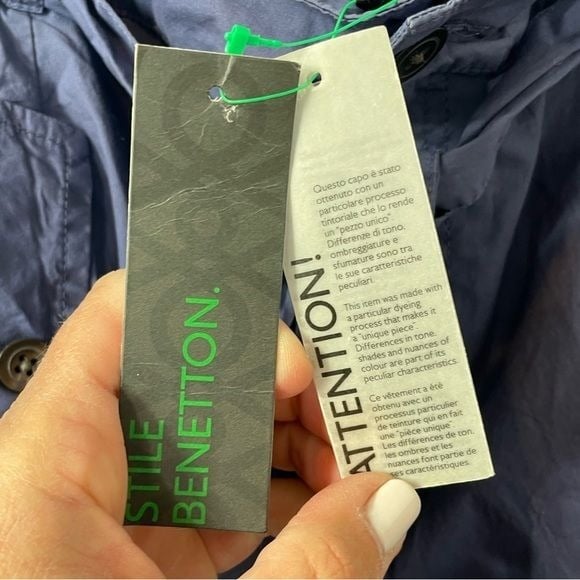 STILE
BENETTON.
ATTENTION!
Questo capo è stato
ottenuto con un
particolare processo
tintoriale che lo rende
un "pezzo unico".
Differenze di tono,
ombreggiature e
sfumature sono tra
le sue caratteristiche
peculiari.
This item was made with
a particular dyeing
process that makes it
a "unique piece".
Differences in tone,
shades and nuances of
colour are part of its
peculiar characteristics.
Ce vêtement a été
obtenu avec un
processus particulier
de teinture qui en fait
une "pièce unique".
Les différences de ton,
les ombres et les
nuances font partie de
ses caractéristiques.